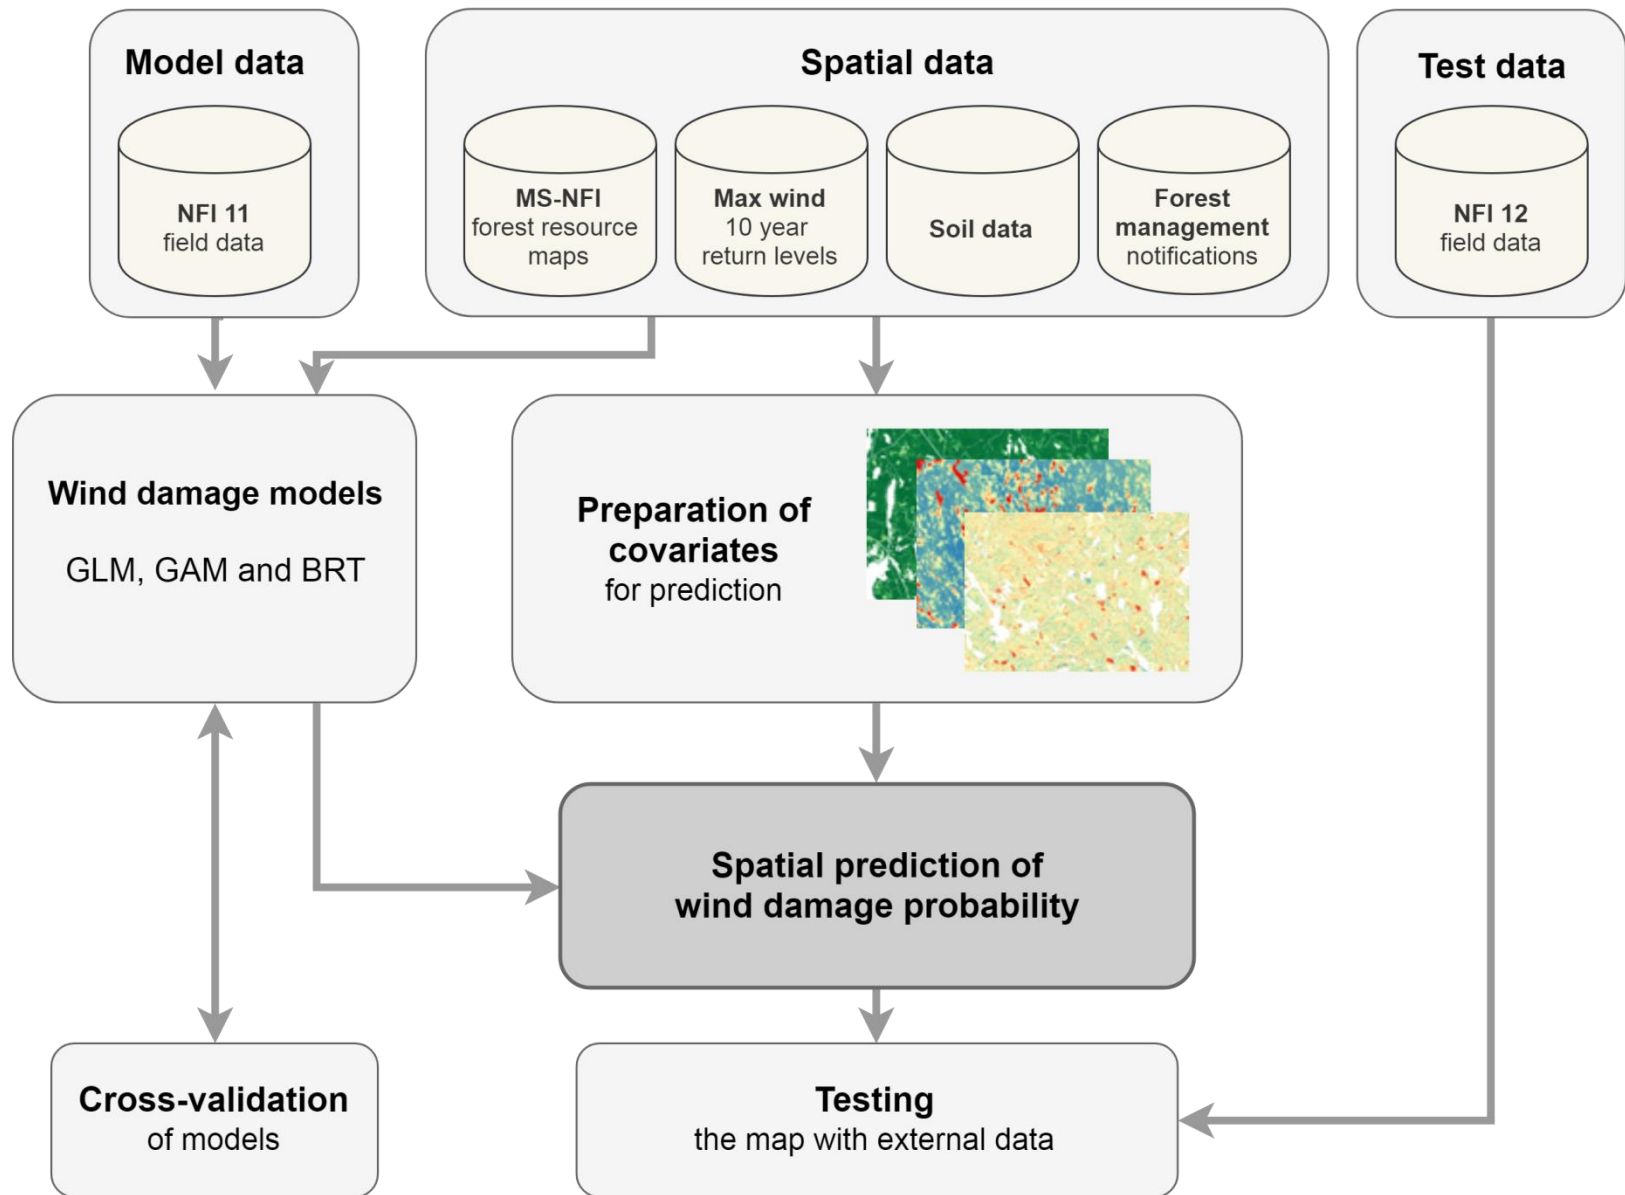 Model data
NFI 11
field data
Spatial data
MS-NFI
forest resource
maps
Max wind
10 year
return levels
Soil data
Forest
management
notifications
Test data
NFI 12
field data
Wind damage models
GLM, GAM and BRT
Preparation of
covariates
for prediction
Spatial prediction of
wind damage probability
Cross-validation
of models
Testing
the map with external data